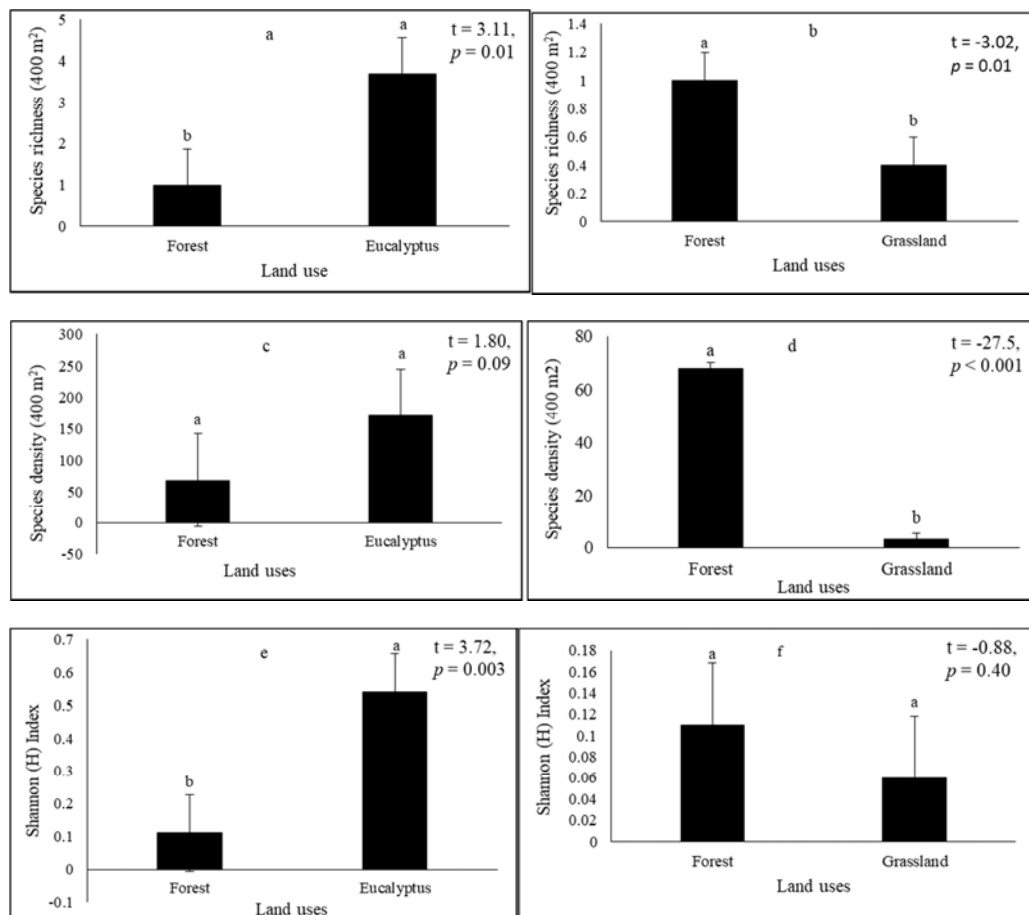 a
t = 3.11,
p = 0.01
Species richness (400 m²)
5
4
3
2
1
0
b
a
Forest
Eucalyptus
Land use
b
t = -3.02,
p = 0.01
Species richness (400 m²)
1.4
1.2
1
0.8
0.6
0.4
0.2
0
a
b
Forest
Grassland
Land uses
c
t = 1.80,
p = 0.09
Species density (400 m²)
300
250
200
150
100
50
0
-50
a
a
Forest
Eucalyptus
Land uses
d
t = -27.5,
p < 0.001
Species density (400 m2)
80
60
40
20
0
a
b
Forest
Grassland
Land uses
e
t = 3.72,
p = 0.003
Shannon (H) Index
0.7
0.6
0.5
0.4
0.3
0.2
0.1
0
-0.1
b
a
Forest
Eucalyptus
Land uses
f
t = -0.88,
p = 0.40
Shannon (H) Index
0.18
0.16
0.14
0.12
0.1
0.08
0.06
0.04
0.02
0
a
a
Forest
Grassland
Land uses